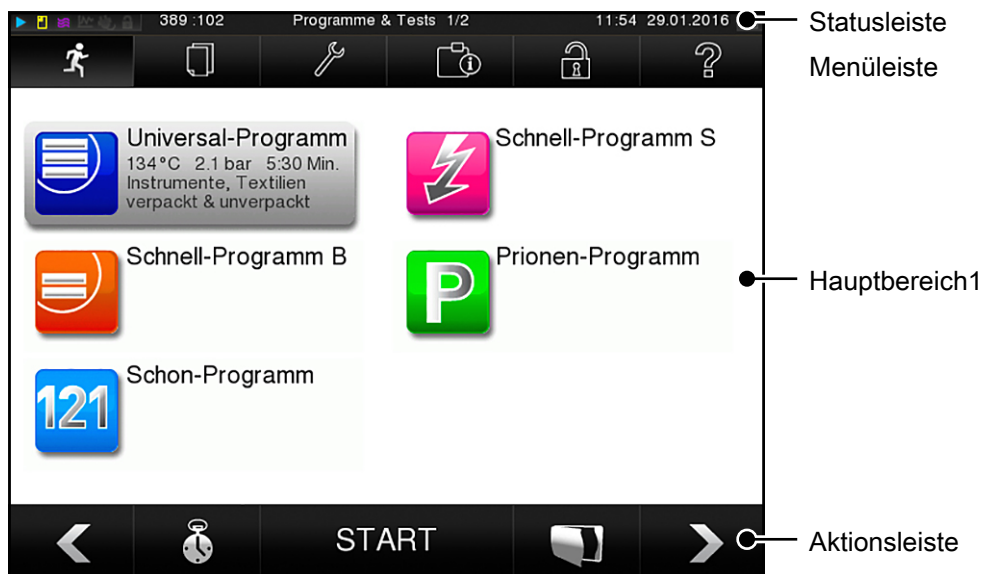 389 :102 Programme & Tests 1/2 11:54 29.01.2016
Statusleiste
Menüleiste
Universal-Programm
134°C 2.1 bar 5:30 Min.
Instrumente, Textilien
verpackt & unverpackt
Schnell-Programm S
Schnell-Programm B
P
Prionen-Programm
Hauptbereich1
121
Schon-Programm
START
Aktionsleiste